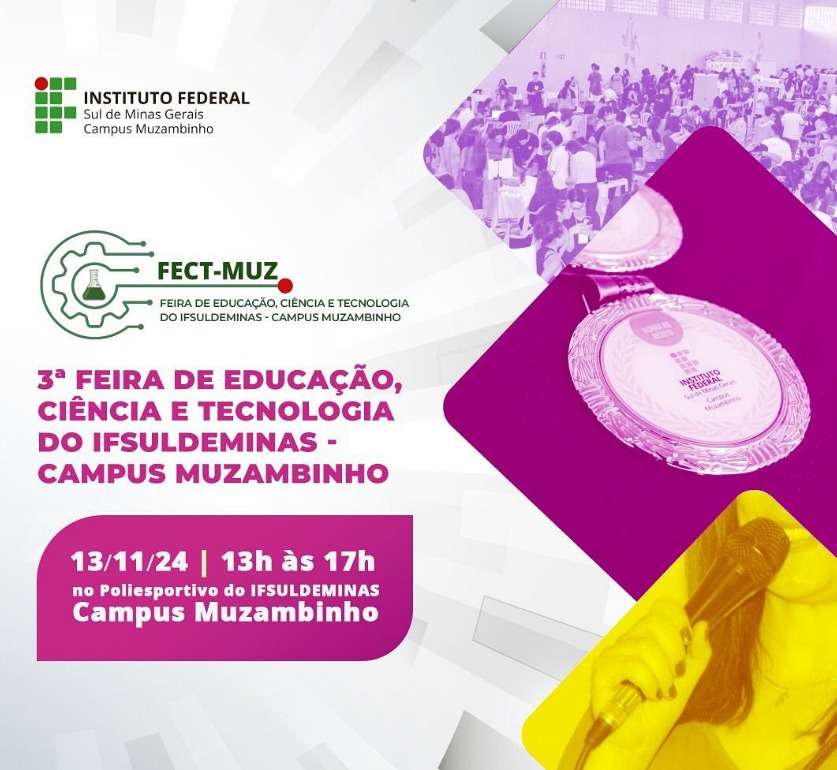 INSTITUTO FEDERAL
Sul de Minas Gerais
Campus Muzambinho
FECT-MUZ
FEIRA DE EDUCAÇÃO, CIÊNCIA E TECNOLOGIA
DO IFSULDEMINAS - CAMPUS MUZAMBINHO
3ª FEIRA DE EDUCAÇÃO,
CIÊNCIA E TECNOLOGIA
DO IFSULDEMINAS -
CAMPUS MUZAMBINHO
13/11/24 | 13h às 17h
no Poliesportivo do IFSULDEMINAS
Campus Muzambinho
INSTITUTO
FEDERAL
Sul de Minas Gerais
Campus
Muzambinho